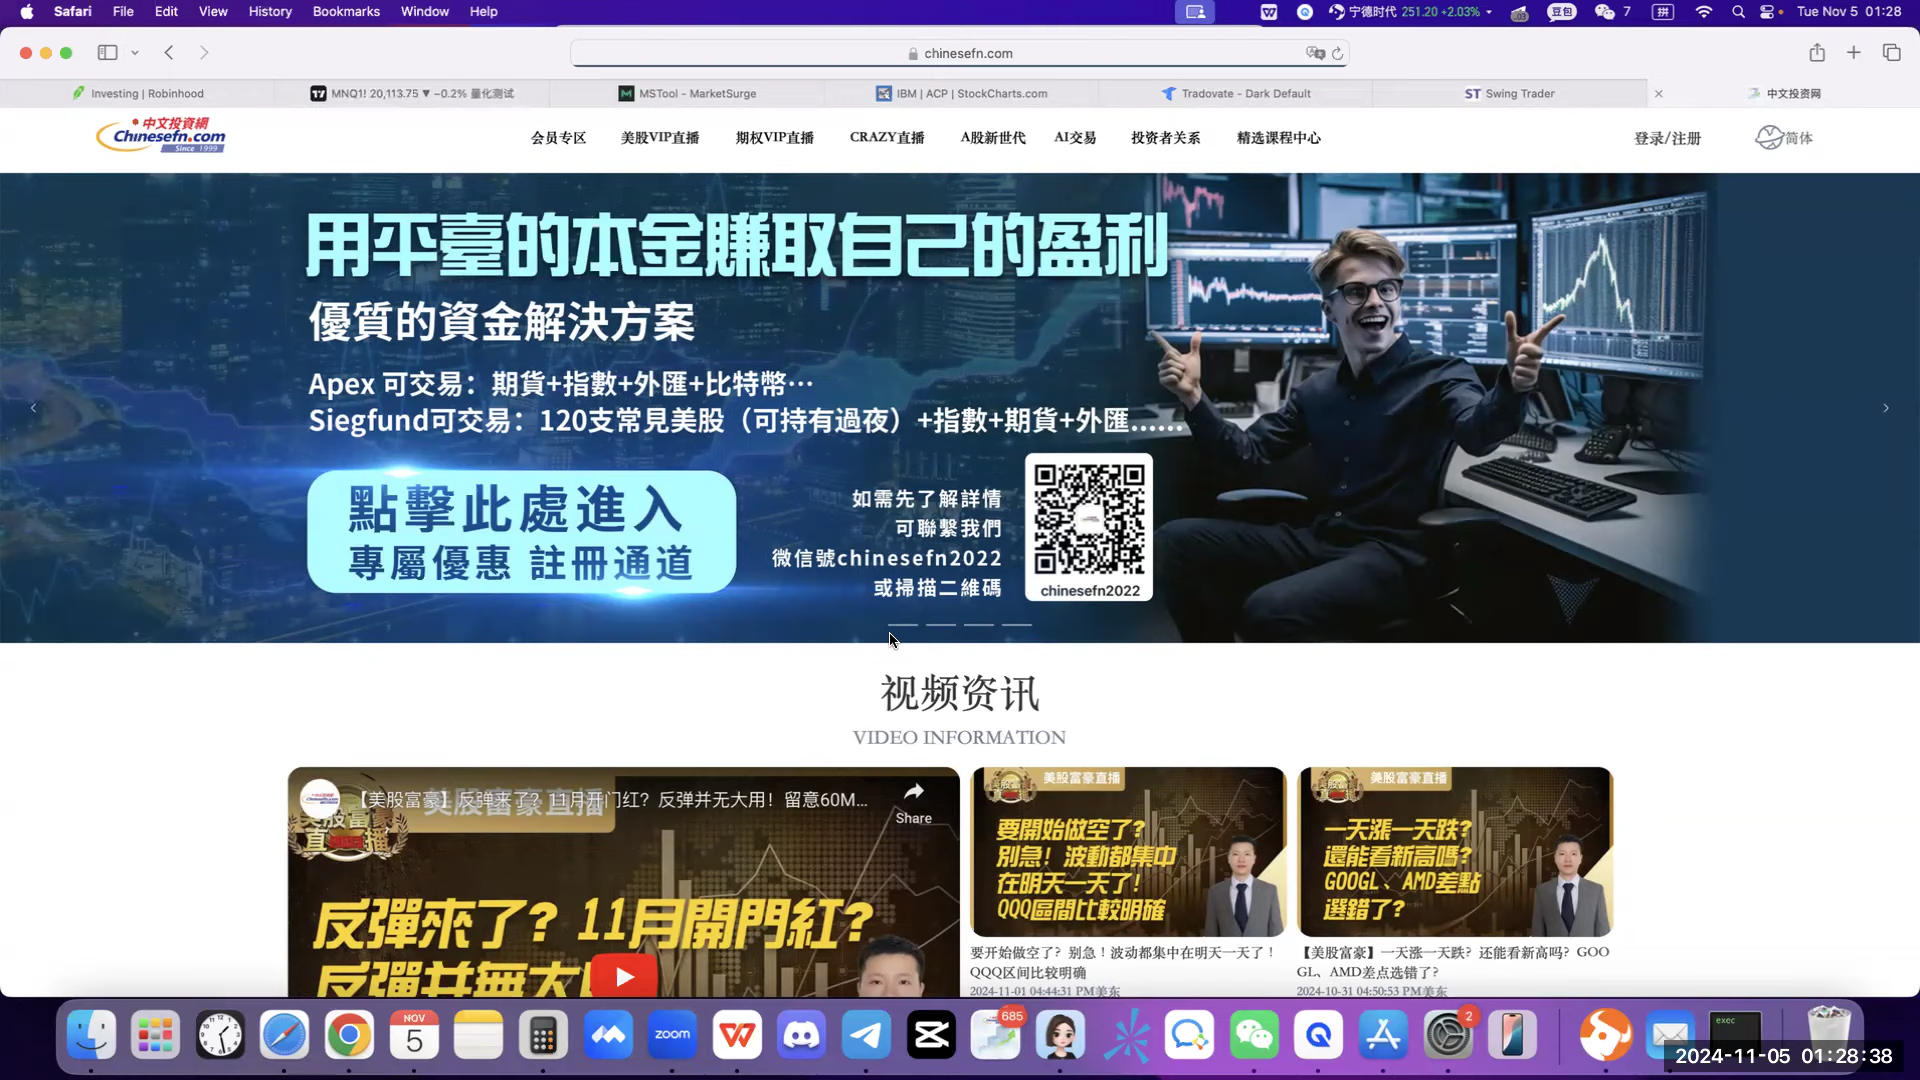 Safari File Edit View History Bookmarks Window Help
宁德时代 251.20 +2.03%
豆包
7
拼
Tue Nov 5 01:28
chinesefn.com
Investing | Robinhood
MNQ1! 20,113.75 ▼ −0.2% 量化测试
MSTool - MarketSurge
IBM | ACP | StockCharts.com
Tradovate - Dark Default
ST Swing Trader
中文投资网
中文投資網
Chinesefn.com
Since 1999
会员专区 美股VIP直播 期权VIP直播 CRAZY直播 A股新世代 AI交易 投资者关系 精选课程中心
登录/注册
简体
用平臺的本金賺取自己的盈利
優質的資金解決方案
Apex 可交易：期貨+指數+外匯+比特幣…
Siegfund可交易：120支常見美股（可持有過夜）+指數+期貨+外匯......
點擊此處進入
專屬優惠 註冊通道
如需先了解詳情
可聯繫我們
微信號chinesefn2022
或掃描二維碼
chinesefn2022
视频资讯
VIDEO INFORMATION
【美股富豪】反弹来了？11月开门红？反弹并无大用！留意60M...
Share
美股富豪直播
反彈來了？11月開門紅？
反彈并無大
美股富豪直播
要開始做空了？
別急！波動都集中
在明天一天了！
QQQ區間比較明確
要开始做空了？别急！波动都集中在明天一天了！
QQQ区间比较明确
2024-11-01 04:44:31 PM美东
美股富豪直播
一天漲一天跌？
還能看新高嗎？
GOOGL、AMD差點
選錯了？
【美股富豪】一天涨一天跌？还能看新高吗？GOO
GL、AMD差点选错了？
2024-10-31 04:50:53 PM美东
NOV
5
zoom
685
2
exec
2024-11-05 01:28:38